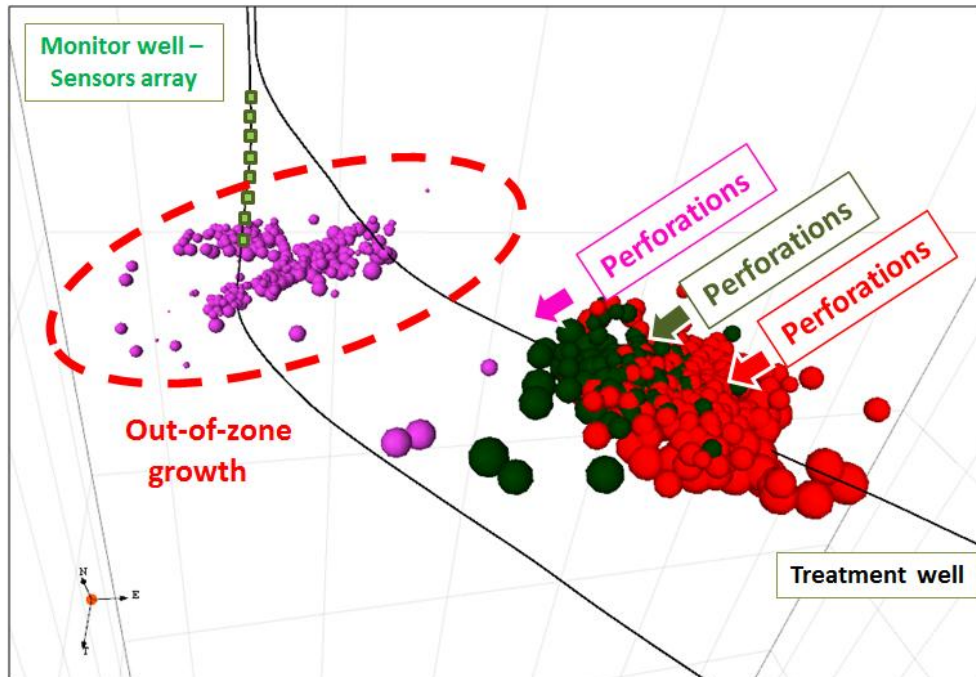 Monitor well –
Sensors array
Perforations
Perforations
Perforations
Out-of-zone
growth
Treatment well
N
E
T